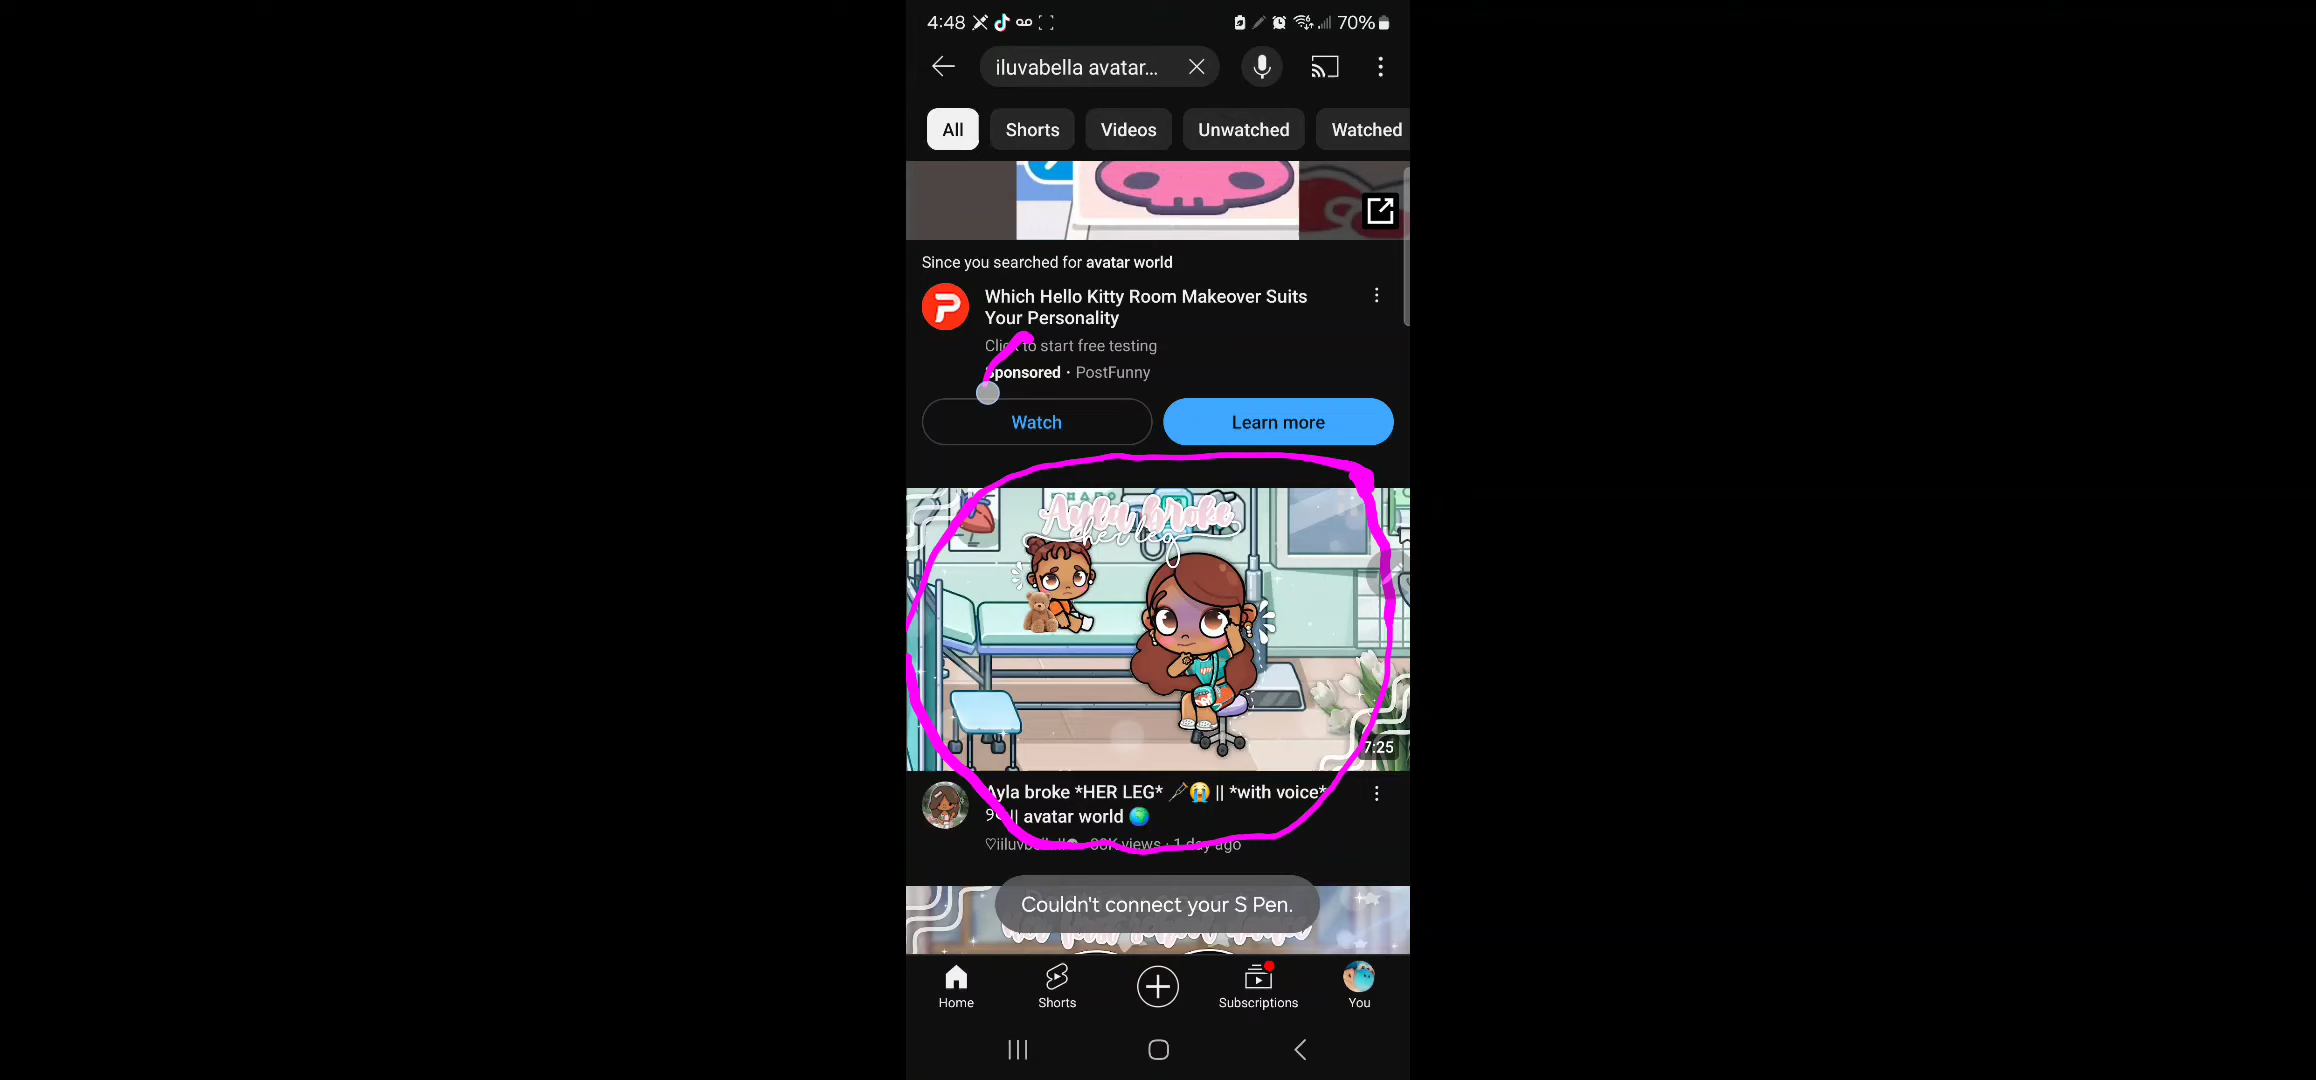 4:48
70%
iluvabella avatar...
All
Shorts
Videos
Unwatched
Watched
Since you searched for avatar world
Which Hello Kitty Room Makeover Suits
Your Personality
Click to start free testing
Sponsored · PostFunny
Watch
Learn more
Ayla broke
her leg
7:25
Ayla broke *HER LEG* 🦯😭 || *with voice*
|| avatar world 🌍
views · 1 day ago
Couldn't connect your S Pen.
Home
Shorts
Subscriptions
You